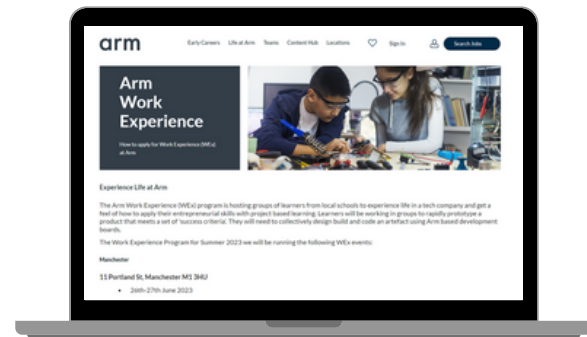 arm
Early Careers Life at Arm Teams Content Hub Locations Sign In Search Jobs
Arm
Work
Experience
How to apply for Work Experience (WEx)
at Arm
Experience Life at Arm
The Arm Work Experience (WEx) program is hosting groups of learners from local schools to experience life in a tech company and get a
feel of how to apply their entrepreneurial skills with project based learning. Learners will be working in groups to rapidly prototype a
product that meets a set of 'success criteria'. They will need to collectively design build and code an artefact using Arm based development
boards.
The Work Experience Program for Summer 2023 we will be running the following WEx events:
Manchester
11 Portland St, Manchester M1 3HU
• 26th-27th June 2023